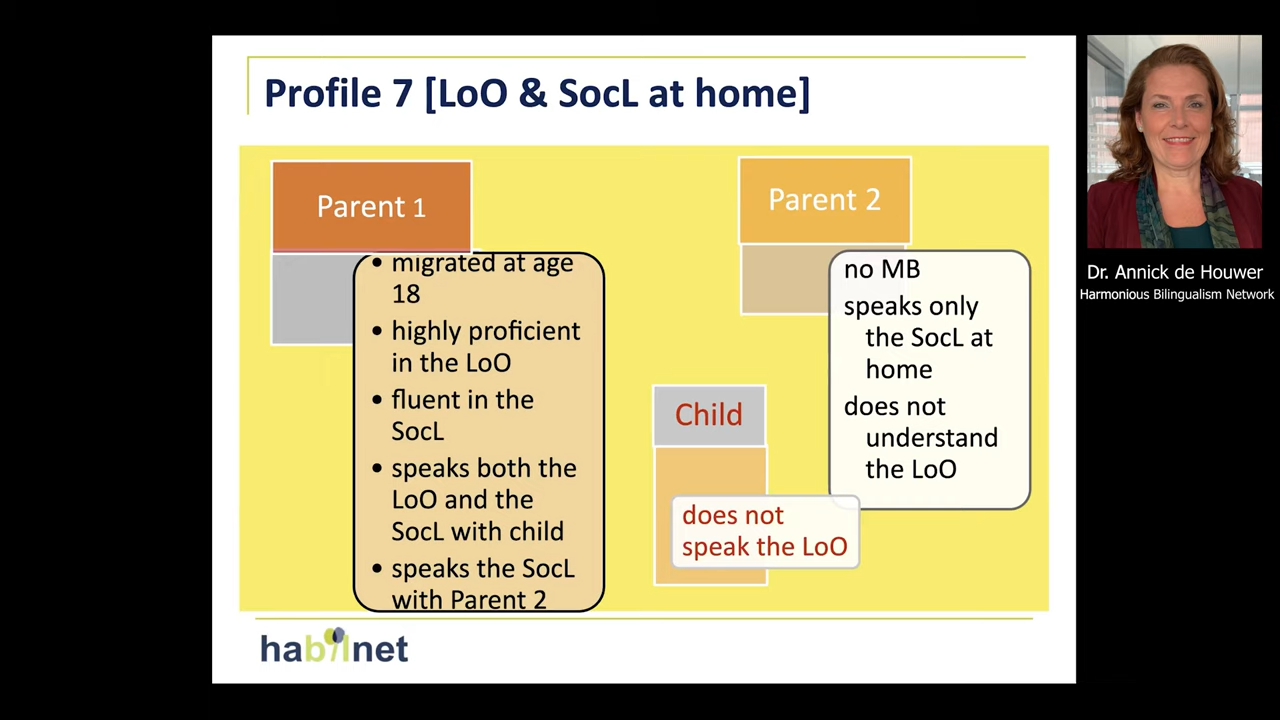 Profile 7 [LoO & SocL at home]
Parent 1
• migrated at age
18
• highly proficient
in the LoO
• fluent in the
SocL
• speaks both the
LoO and the
SocL with child
• speaks the SocL
with Parent 2
Parent 2
no MB
speaks only
the SocL at
home
does not
understand
the LoO
Child
does not
speak the LoO
habilnet
Dr. Annick de Houwer
Harmonious Bilingualism Network